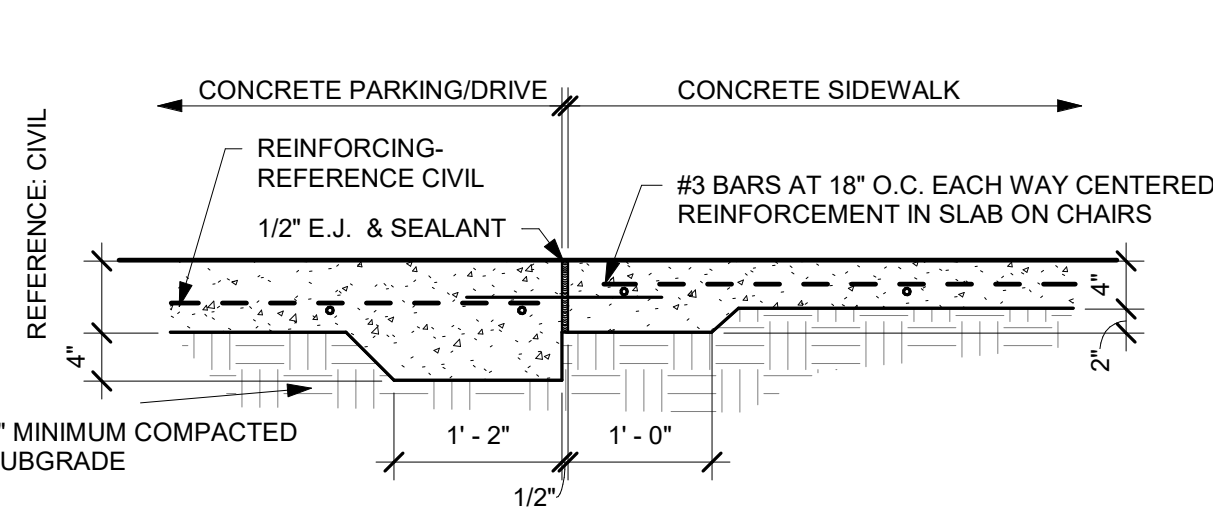 CONCRETE PARKING/DRIVE
CONCRETE SIDEWALK
REFERENCE: CIVIL
REINFORCING-
REFERENCE CIVIL
#3 BARS AT 18" O.C. EACH WAY CENTERED
REINFORCEMENT IN SLAB ON CHAIRS
1/2" E.J. & SEALANT
4"
4"
2"
" MINIMUM COMPACTED
UBGRADE
1' - 2"
1' - 0"
1/2"